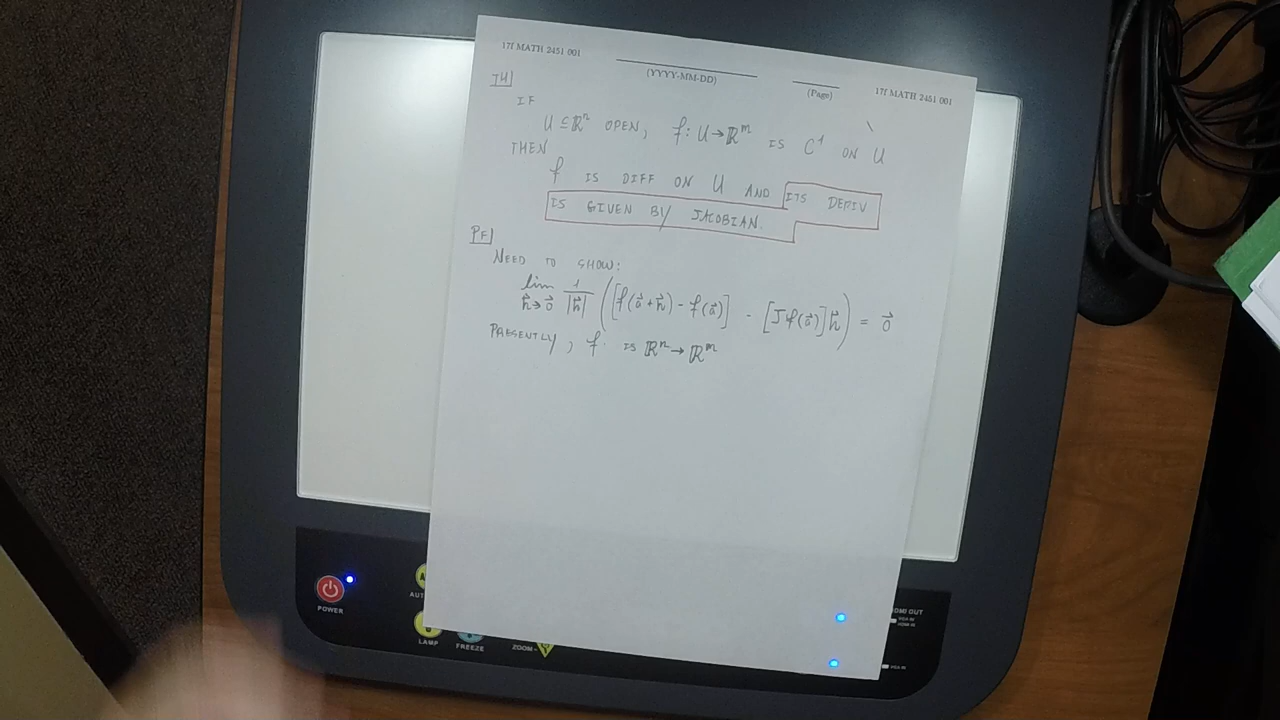 17f MATH 2451 001
(YYYY-MM-DD)
(Page)
17f MATH 2451 001
TH
IF
U ⊆ ℝⁿ OPEN, f: U → ℝᵐ IS C¹ ON U
THEN
f IS DIFF ON U AND ITS DERIV
IS GIVEN BY JACOBIAN.
PF
NEED TO SHOW:
lim h⃗→0⃗ 1/|h⃗| ([f(a⃗+h⃗) - f(a⃗)] - [Jf(a⃗)]h⃗) = 0⃗
PRESENTLY, f IS ℝⁿ → ℝᵐ
POWER
LAMP
FREEZE
ZOOM -